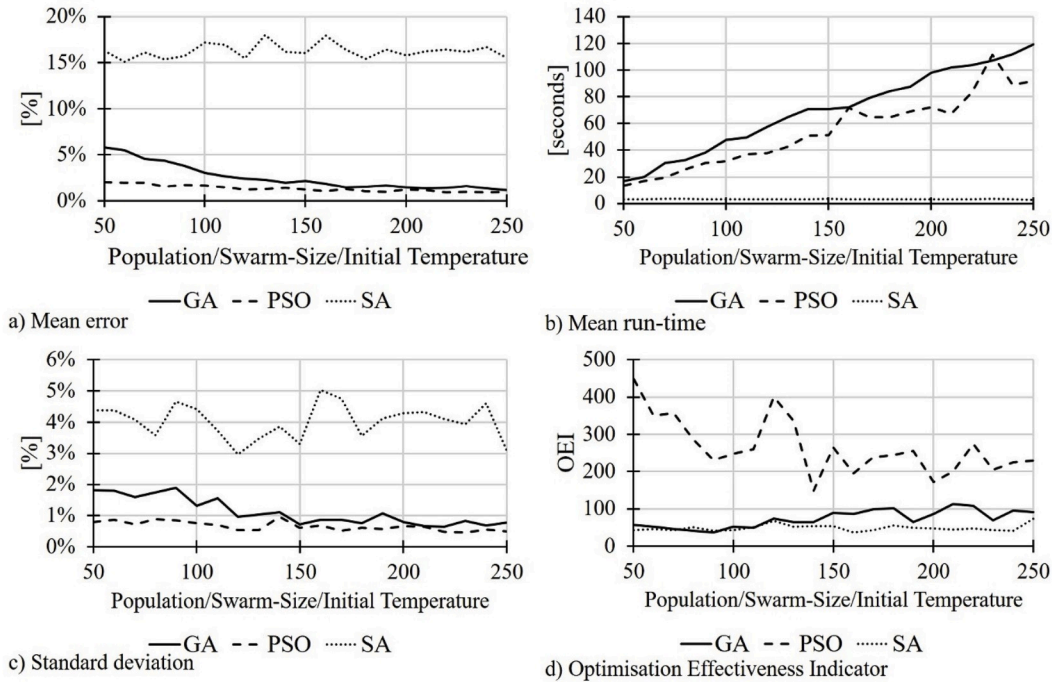 20%
15%
10%
5%
0%
[%]
50 100 150 200 250
Population/Swarm-Size/Initial Temperature
GA PSO SA
a) Mean error
140
120
100
80
60
40
20
0
[seconds]
50 100 150 200 250
Population/Swarm-Size/Initial Temperature
GA PSO SA
b) Mean run-time
6%
5%
4%
3%
2%
1%
0%
[%]
50 100 150 200 250
Population/Swarm-Size/Initial Temperature
GA PSO SA
c) Standard deviation
500
400
300
200
100
0
OEI
50 100 150 200 250
Population/Swarm-Size/Initial Temperature
GA PSO SA
d) Optimisation Effectiveness Indicator